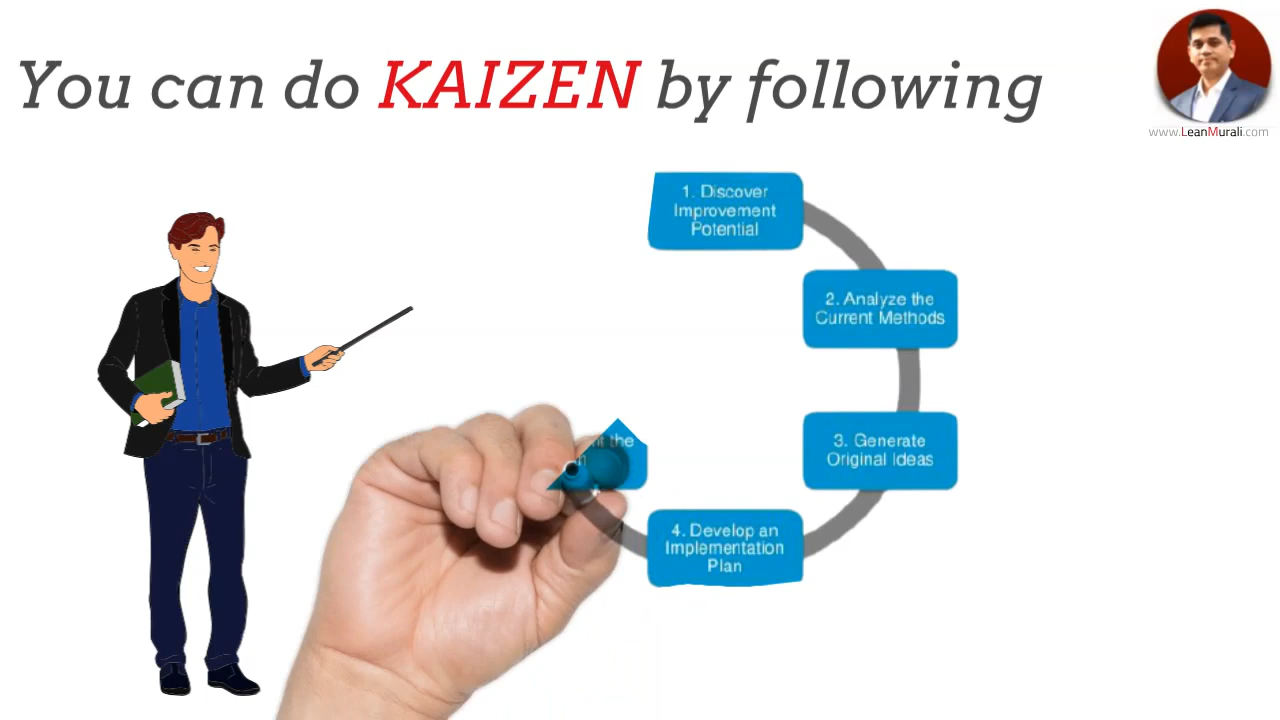 You can do KAIZEN by following
www.LeanMurali.com
1. Discover
Improvement
Potential
2. Analyze the
Current Methods
3. Generate
Original Ideas
4. Develop an
Implementation
Plan
the